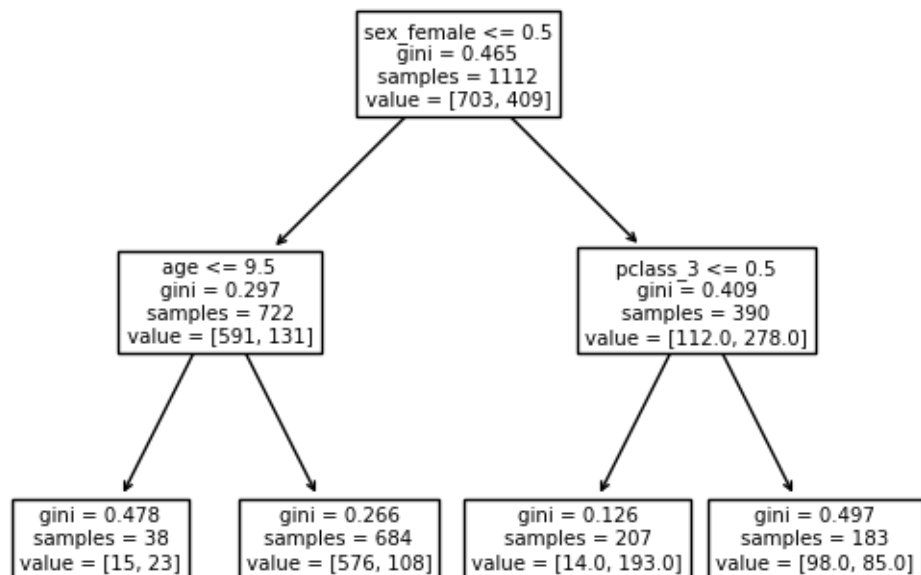 sex_female <= 0.5
gini = 0.465
samples = 1112
value = [703, 409]
age <= 9.5
gini = 0.297
samples = 722
value = [591, 131]
pclass_3 <= 0.5
gini = 0.409
samples = 390
value = [112.0, 278.0]
gini = 0.478
samples = 38
value = [15, 23]
gini = 0.266
samples = 684
value = [576, 108]
gini = 0.126
samples = 207
value = [14.0, 193.0]
gini = 0.497
samples = 183
value = [98.0, 85.0]